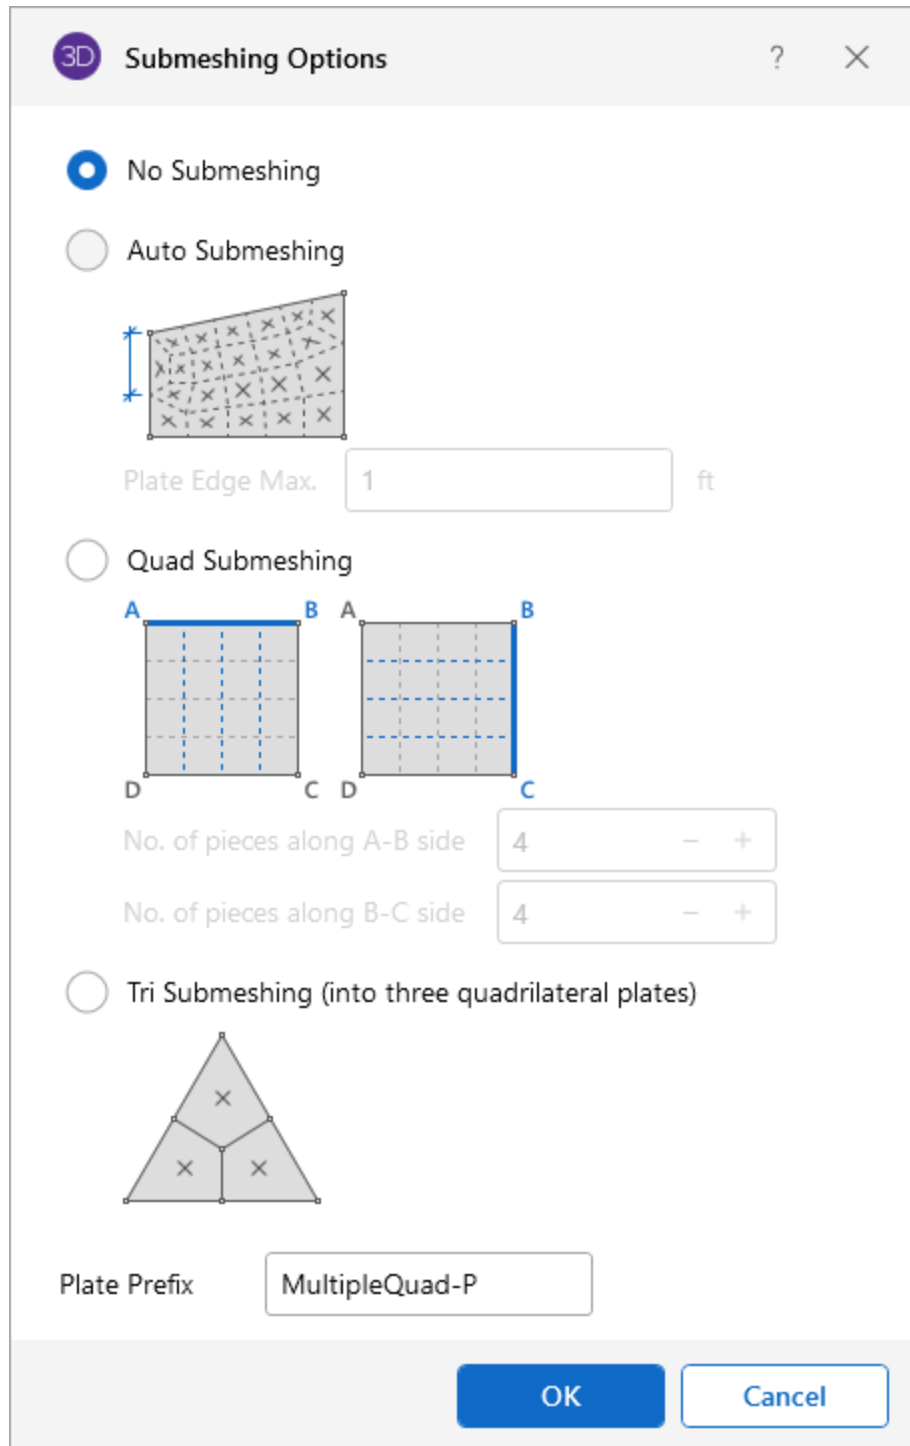 3D Submeshing Options ?
No Submeshing
Auto Submeshing
Plate Edge Max. 1 ft
Quad Submeshing
A B A B
D C D C
No. of pieces along A-B side 4 − +
No. of pieces along B-C side 4 − +
Tri Submeshing (into three quadrilateral plates)
Plate Prefix MultipleQuad-P
OK Cancel